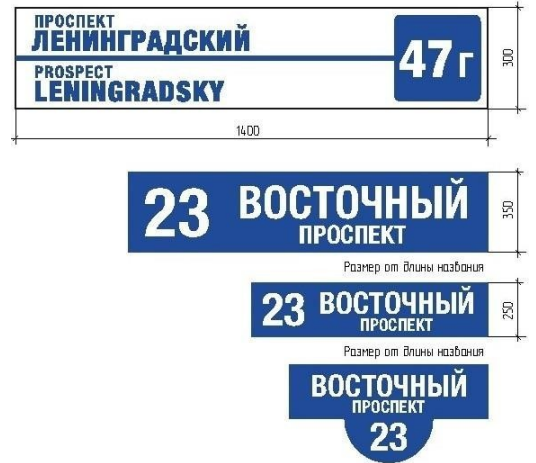 ПРОСПЕКТ
ЛЕНИНГРАДСКИЙ
PROSPECT
LENINGRADSKY
47г
300
1400
23 ВОСТОЧНЫЙ
ПРОСПЕКТ
350
Размер от длины названия
23 ВОСТОЧНЫЙ
ПРОСПЕКТ
250
Размер от длины названия
ВОСТОЧНЫЙ
ПРОСПЕКТ
23